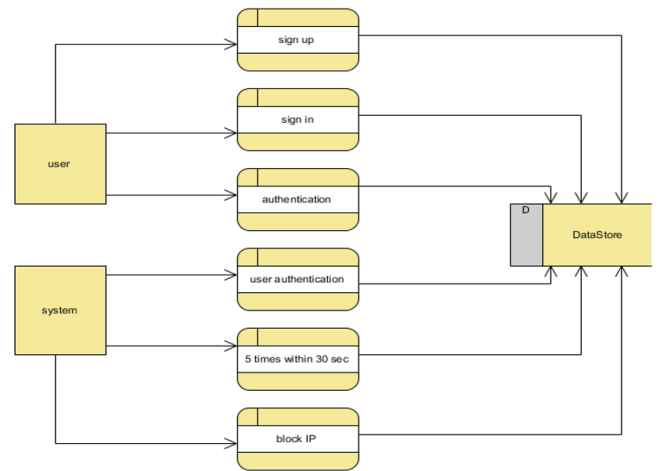 sign up
sign in
user
authentication
D
DataStore
user authentication
system
5 times within 30 sec
block IP